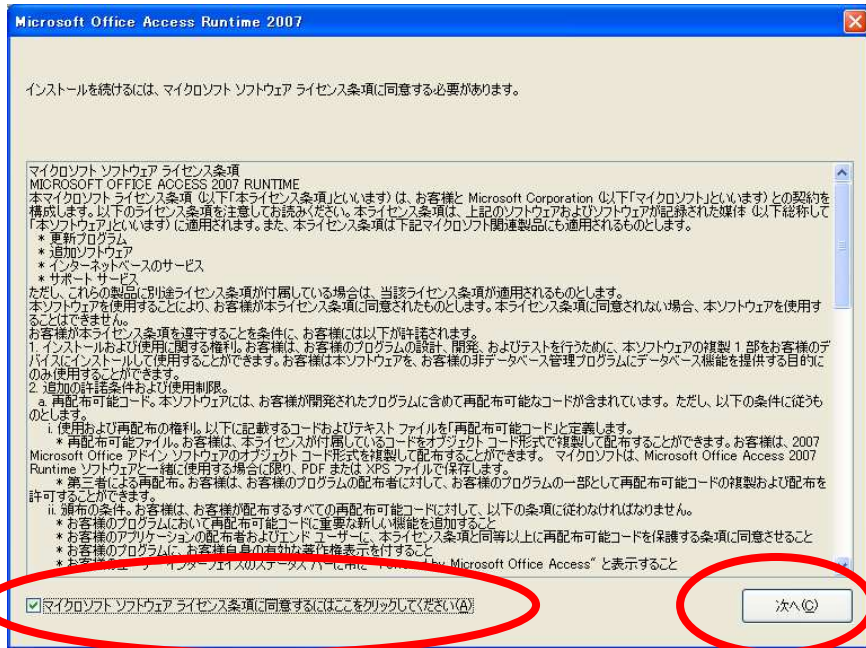 Microsoft Office Access Runtime 2007
インストールを続けるには、マイクロソフト ソフトウェア ライセンス条項に同意する必要があります。
マイクロソフト ソフトウェア ライセンス条項
MICROSOFT OFFICE ACCESS 2007 RUNTIME
本マイクロソフト ライセンス条項 (以下「本ライセンス条項」といいます) は、お客様と Microsoft Corporation (以下「マイクロソフト」といいます) との契約を
構成します。以下のライセンス条項を注意してお読みください。本ライセンス条項は、上記のソフトウェアおよびソフトウェアが記録された媒体 (以下総称して
「本ソフトウェア」といいます) に適用されます。また、本ライセンス条項は下記マイクロソフト関連製品にも適用されるものとします。
* 更新プログラム
* 追加ソフトウェア
* インターネットベースのサービス
* サポート サービス
ただし、これらの製品に別途ライセンス条項が付属している場合は、当該ライセンス条項が適用されるものとします。
本ソフトウェアを使用することにより、お客様が本ライセンス条項に同意されたものとします。本ライセンス条項に同意されない場合、本ソフトウェアを使用す
ることはできません。
お客様が本ライセンス条項を遵守することを条件に、お客様には以下が許諾されます。
1. インストールおよび使用に関する権利。お客様は、お客様のプログラムの設計、開発、およびテストを行うために、本ソフトウェアの複製 1 部をお客様のデ
バイスにインストールして使用することができます。お客様は本ソフトウェアを、お客様の非データベース管理プログラムにデータベース機能を提供する目的に
のみ使用することができます。
2. 追加の許諾条件および使用制限。
a. 再配布可能コード。本ソフトウェアには、お客様が開発されたプログラムに含めて再配布可能なコードが含まれています。ただし、以下の条件に従うも
のとします。
i. 使用および再配布の権利。以下に記載するコードおよびテキスト ファイルを「再配布可能コード」と定義します。
* 再配布可能ファイル。お客様は、本ライセンスが付属しているコードをオブジェクト コード形式で複製して配布することができます。お客様は、2007
Microsoft Office アドイン ソフトウェアのオブジェクト コード形式を複製して配布することができます。 マイクロソフトは、Microsoft Office Access 2007
Runtime ソフトウェアと一緒に使用する場合に限り、PDF または XPS ファイルで保存します。
* 第三者による再配布。お客様は、お客様のプログラムの配布者に対して、お客様のプログラムの一部として再配布可能コードの複製および配布を
許可することができます。
ii. 頒布の条件。お客様は、お客様が配布するすべての再配布可能コードに対して、以下の条件に従わなければなりません。
* お客様のプログラムにおいて再配布可能コードに重要な新しい機能を追加すること
* お客様のアプリケーションの配布者およびエンド ユーザーに、本ライセンス条項と同等以上に再配布可能コードを保護する条項に同意させること
* お客様のプログラムに、お客様自身の有効な著作権表示を付すること
* お客様のユーザー インターフェイスのステータス バーに常に "Powered by Microsoft Office Access" と表示すること
マイクロソフト ソフトウェア ライセンス条項に同意するにはここをクリックしてください(A)
次へ(C)